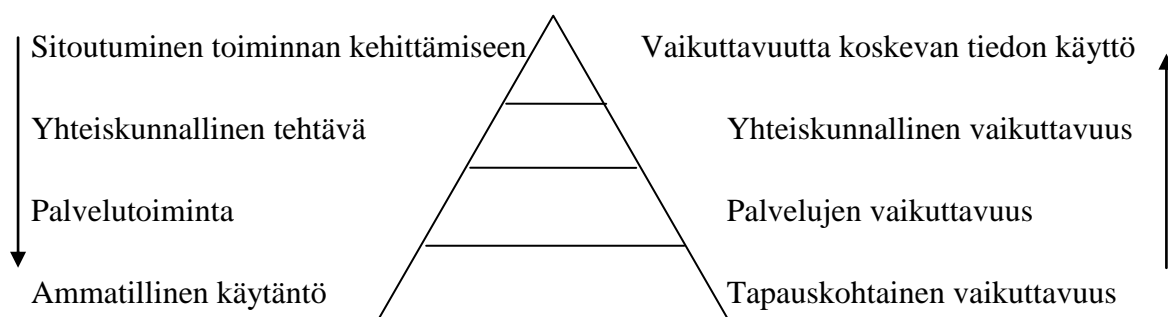 Sitoutuminen toiminnan kehittämiseen Vaikuttavuutta koskevan tiedon käyttö
Yhteiskunnallinen tehtävä Yhteiskunnallinen vaikuttavuus
Palvelutoiminta Palvelujen vaikuttavuus
Ammatillinen käytäntö Tapauskohtainen vaikuttavuus